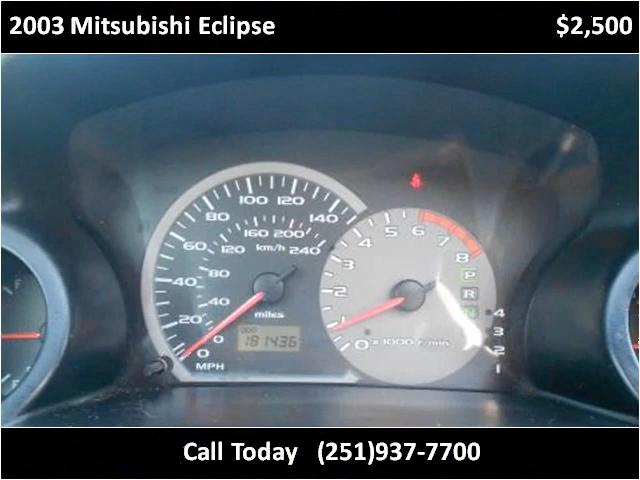 2003 Mitsubishi Eclipse $2,500
100 120
80 140
160 200
60 120 km/h 240
80
40 40
20 miles
0 0
MPH
ODO
181436
5 6
4 7
3 8
2
1
0 x1000 r/min
P
R
N
4
3
2
1
Call Today (251)937-7700